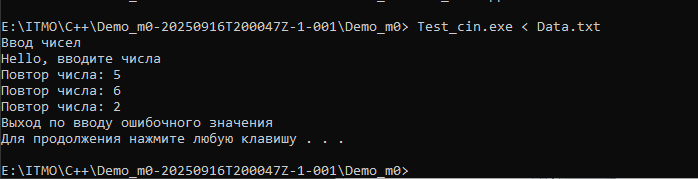 E:\ITMO\C++\Demo_m0-20250916T200047Z-1-001\Demo_m0> Test_cin.exe < Data.txt
Ввод чисел
Hello, вводите числа
Повтор числа: 5
Повтор числа: 6
Повтор числа: 2
Выход по вводу ошибочного значения
Для продолжения нажмите любую клавишу . . .
E:\ITMO\C++\Demo_m0-20250916T200047Z-1-001\Demo_m0>